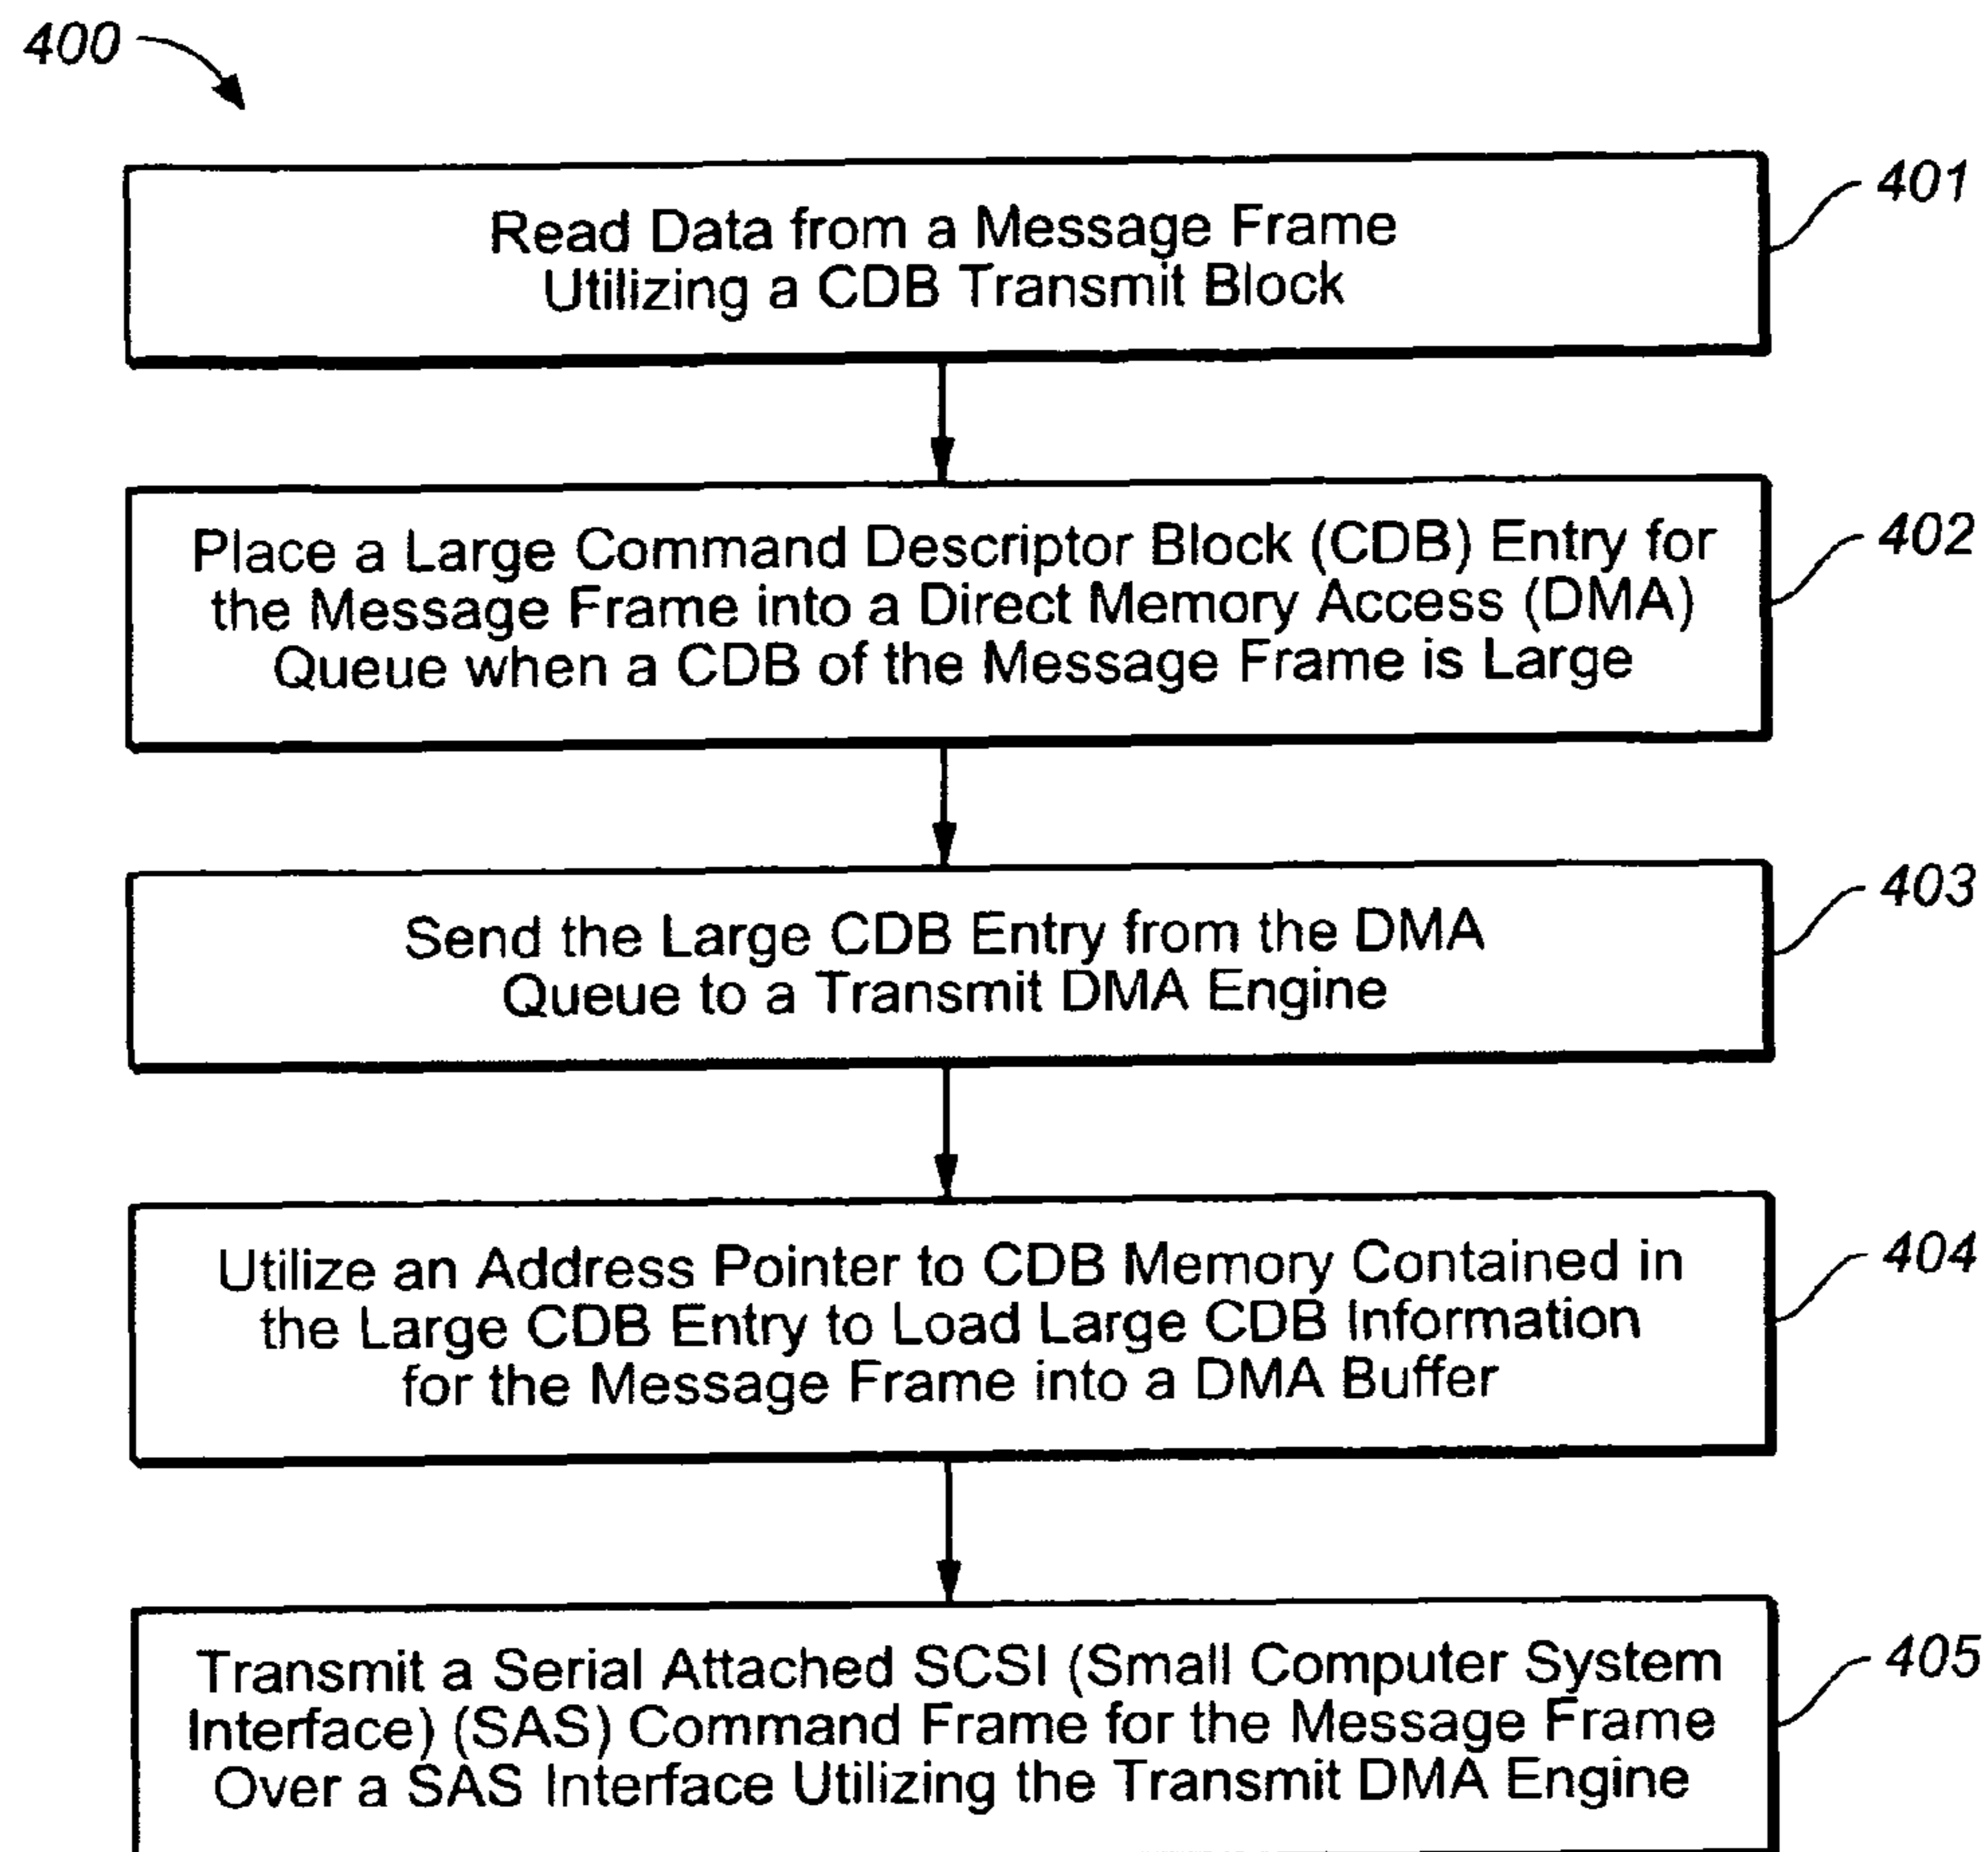 400
Read Data from a Message Frame
Utilizing a CDB Transmit Block
401
Place a Large Command Descriptor Block (CDB) Entry for
the Message Frame into a Direct Memory Access (DMA)
Queue when a CDB of the Message Frame is Large
402
Send the Large CDB Entry from the DMA
Queue to a Transmit DMA Engine
403
Utilize an Address Pointer to CDB Memory Contained in
the Large CDB Entry to Load Large CDB Information
for the Message Frame into a DMA Buffer
404
Transmit a Serial Attached SCSI (Small Computer System
Interface) (SAS) Command Frame for the Message Frame
Over a SAS Interface Utilizing the Transmit DMA Engine
405